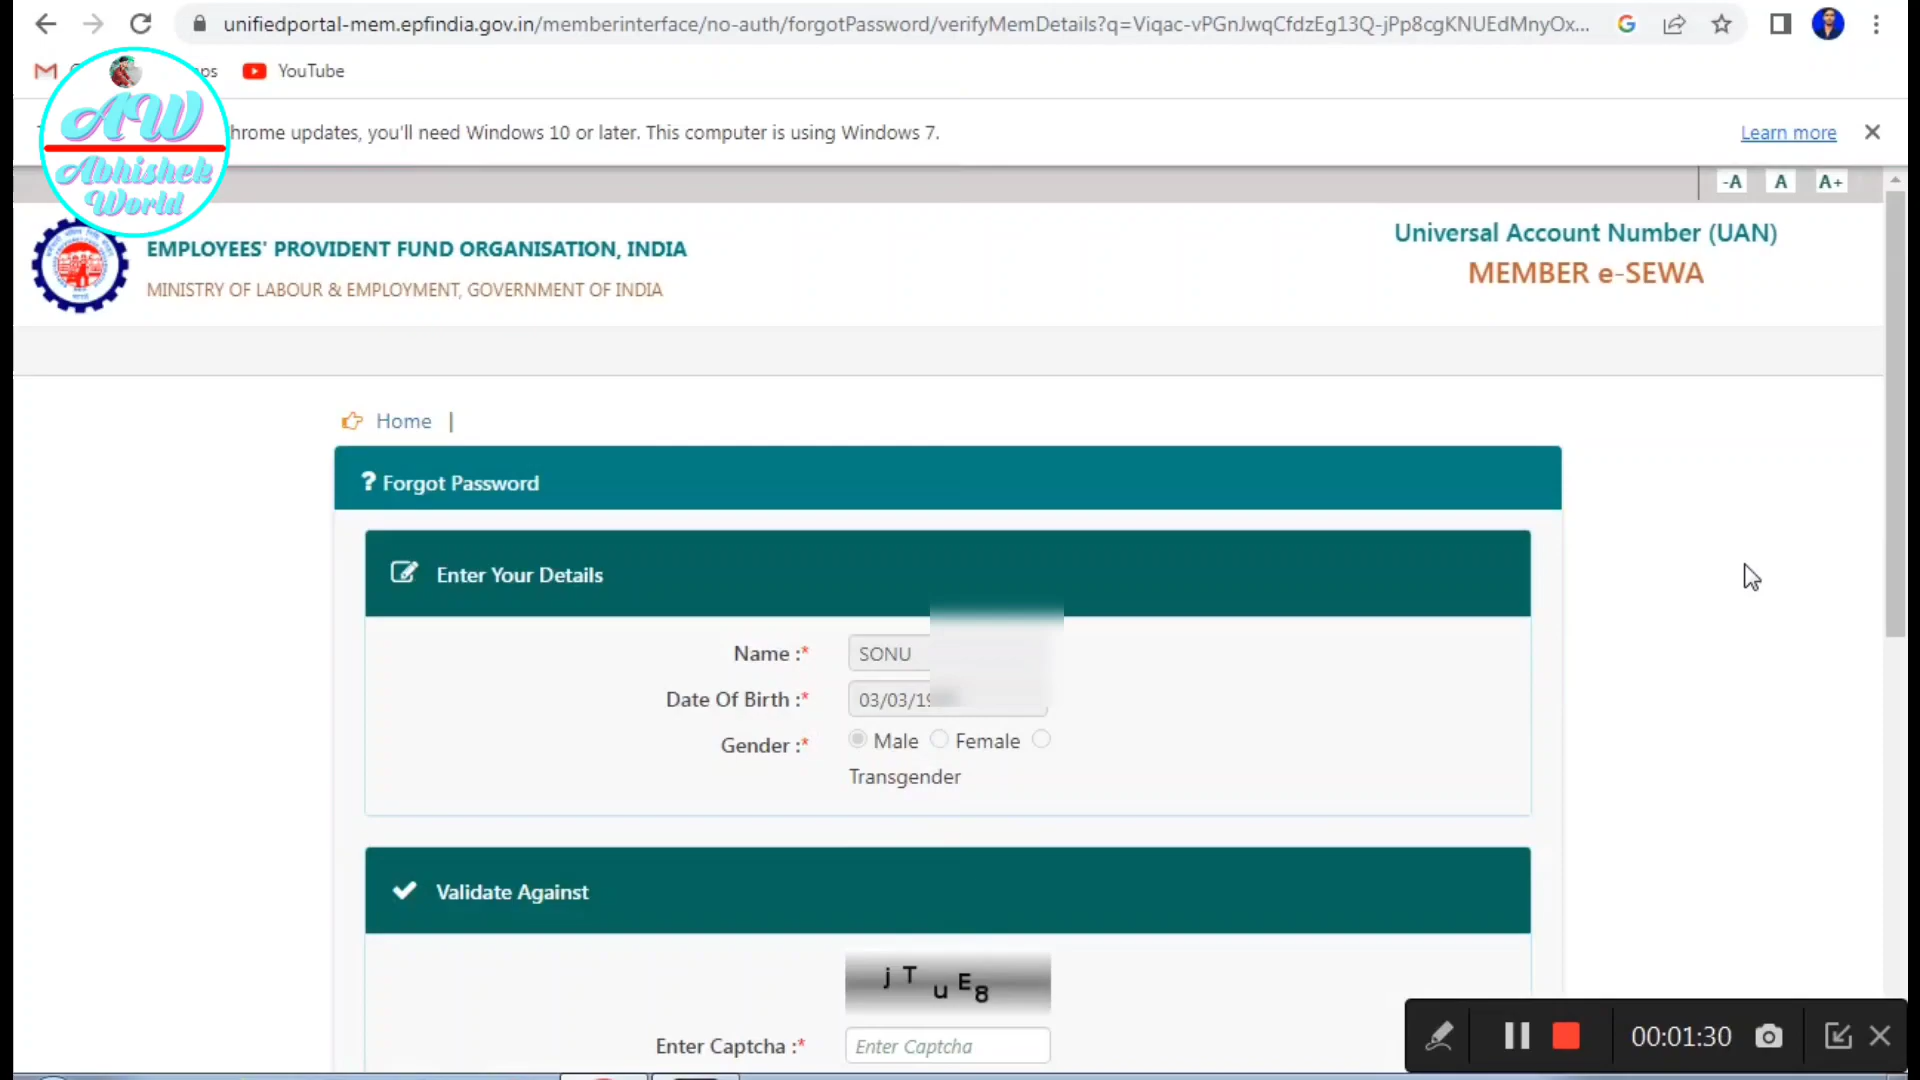 unifiedportal-mem.epfindia.gov.in/memberinterface/no-auth/forgotPassword/verifyMemDetails?q=Viqac-vPGnJwqCfdzEg13Q-jPp8cgKNUEdMnyOx...
YouTube
AW
Abhishek
World
hrome updates, you'll need Windows 10 or later. This computer is using Windows 7.
Learn more
-A A A+
EMPLOYEES' PROVIDENT FUND ORGANISATION, INDIA
MINISTRY OF LABOUR & EMPLOYMENT, GOVERNMENT OF INDIA
Universal Account Number (UAN)
MEMBER e-SEWA
Home |
? Forgot Password
Enter Your Details
Name :* SONU
Date Of Birth :* 03/03/19
Gender :* Male Female
Transgender
Validate Against
j T u E 8
Enter Captcha :* Enter Captcha
00:01:30